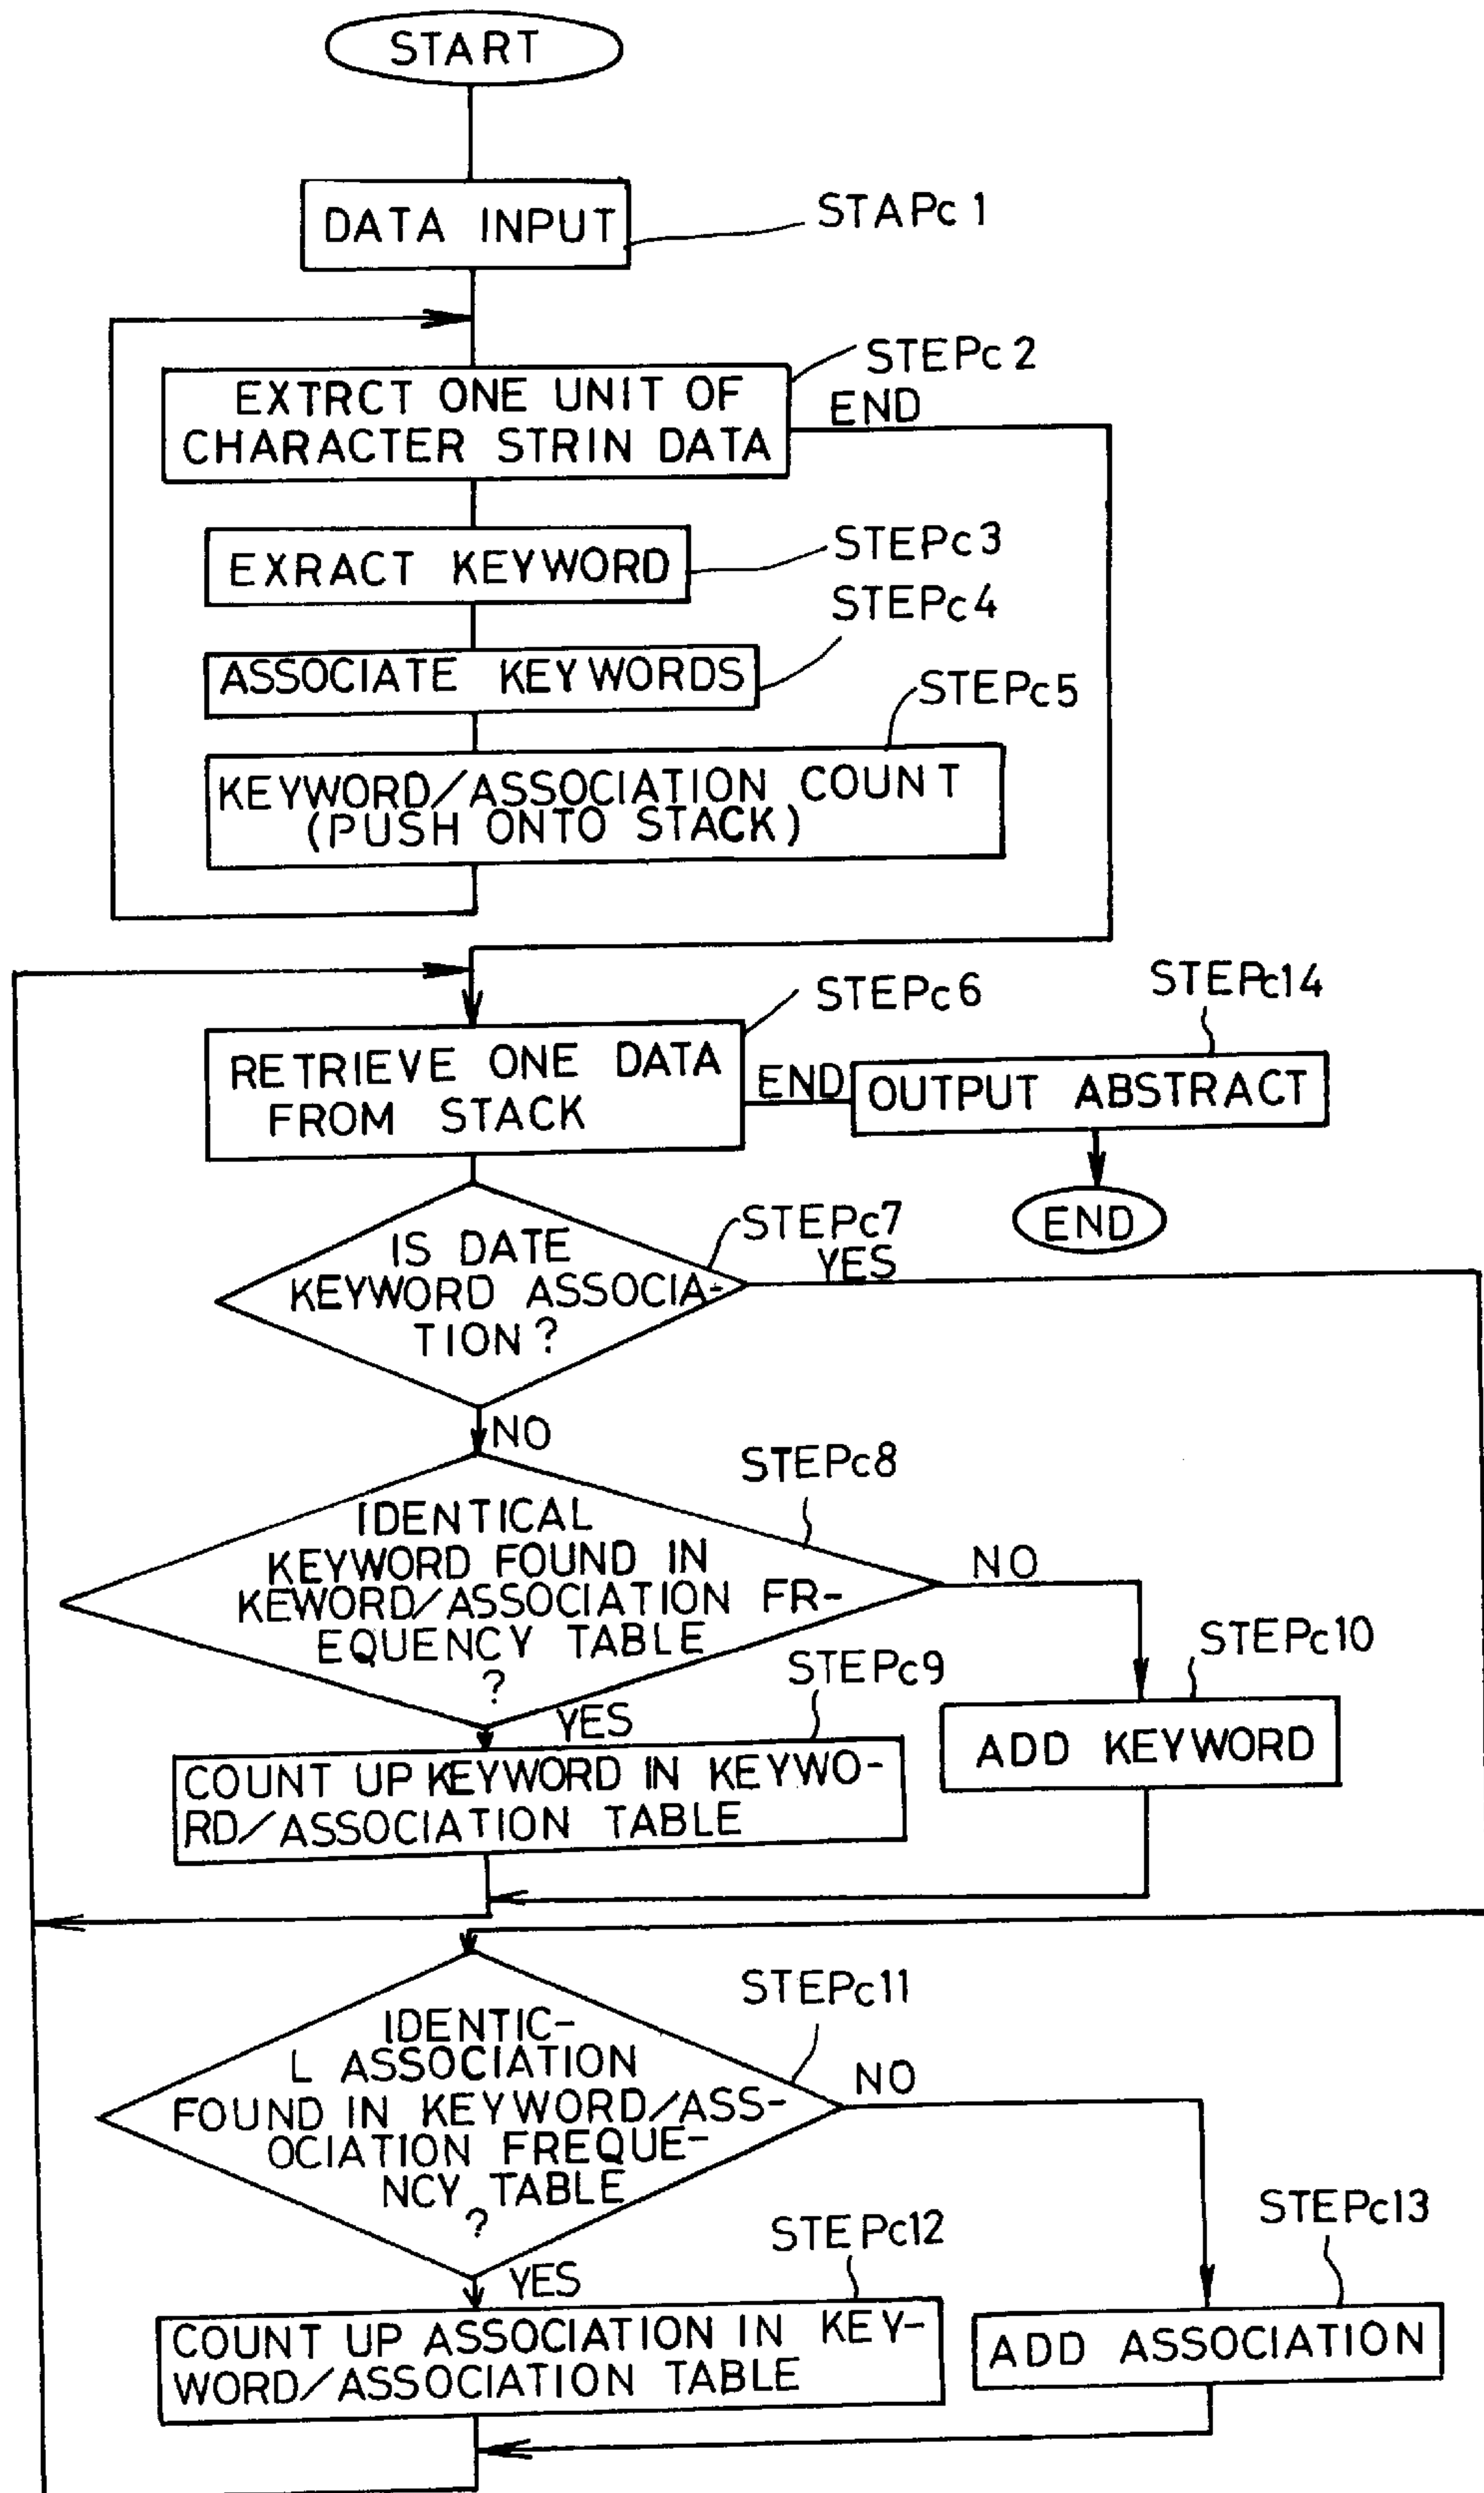 START
DATA INPUT
STAPc 1
STEPc 2
EXTRCT ONE UNIT OF
CHARACTER STRIN DATA
END
EXRACT KEYWORD
STEPc3
ASSOCIATE KEYWORDS
STEPc4
KEYWORD/ASSOCIATION COUNT
(PUSH ONTO STACK)
STEPc5
RETRIEVE ONE DATA
FROM STACK
STEPc6
END
STEPc14
OUTPUT ABSTRACT
END
IS DATE
KEYWORD ASSOCIA-
TION?
STEPc7
YES
NO
IDENTICAL
KEYWORD FOUND IN
KEWORD/ASSOCIATION FR-
EQUENCY TABLE
?
STEPc8
NO
YES
STEPc9
COUNT UP KEYWORD IN KEYWO-
RD/ASSOCIATION TABLE
STEPc10
ADD KEYWORD
IDENTIC-
L ASSOCIATION
FOUND IN KEYWORD/ASS-
OCIATION FREQUE-
NCY TABLE
?
STEPc11
NO
YES
STEPc12
COUNT UP ASSOCIATION IN KEY-
WORD/ASSOCIATION TABLE
STEPc13
ADD ASSOCIATION